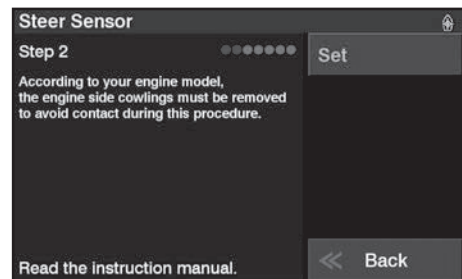 Steer Sensor
Step 2
Set
According to your engine model,
the engine side cowlings must be removed
to avoid contact during this procedure.
Read the instruction manual.
Back